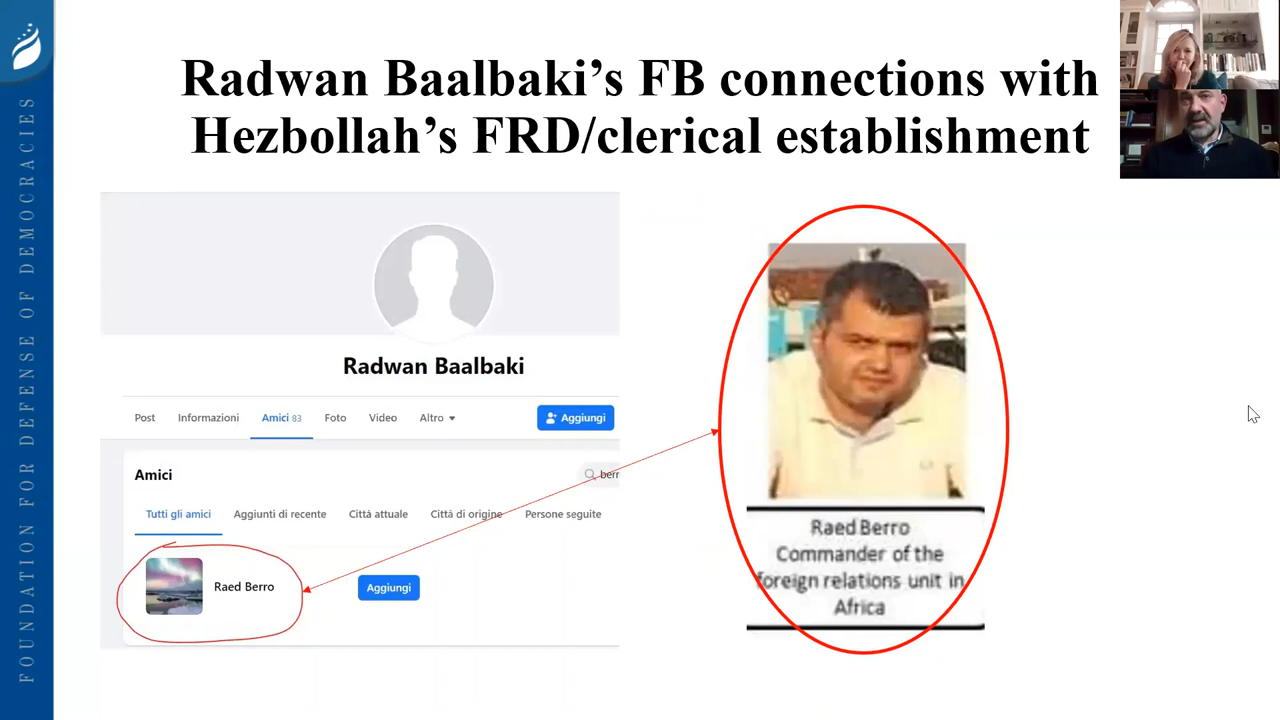 Radwan Baalbaki’s FB connections with
Hezbollah’s FRD/clerical establishment
FOUNDATION FOR DEFENSE OF DEMOCRACIES
Radwan Baalbaki
Post Informazioni Amici 83 Foto Video Altro
Aggiungi
Amici
berr
Tutti gli amici Aggiunti di recente Città attuale Città di origine Persone seguite
Raed Berro
Aggiungi
Raed Berro
Commander of the
foreign relations unit in
Africa